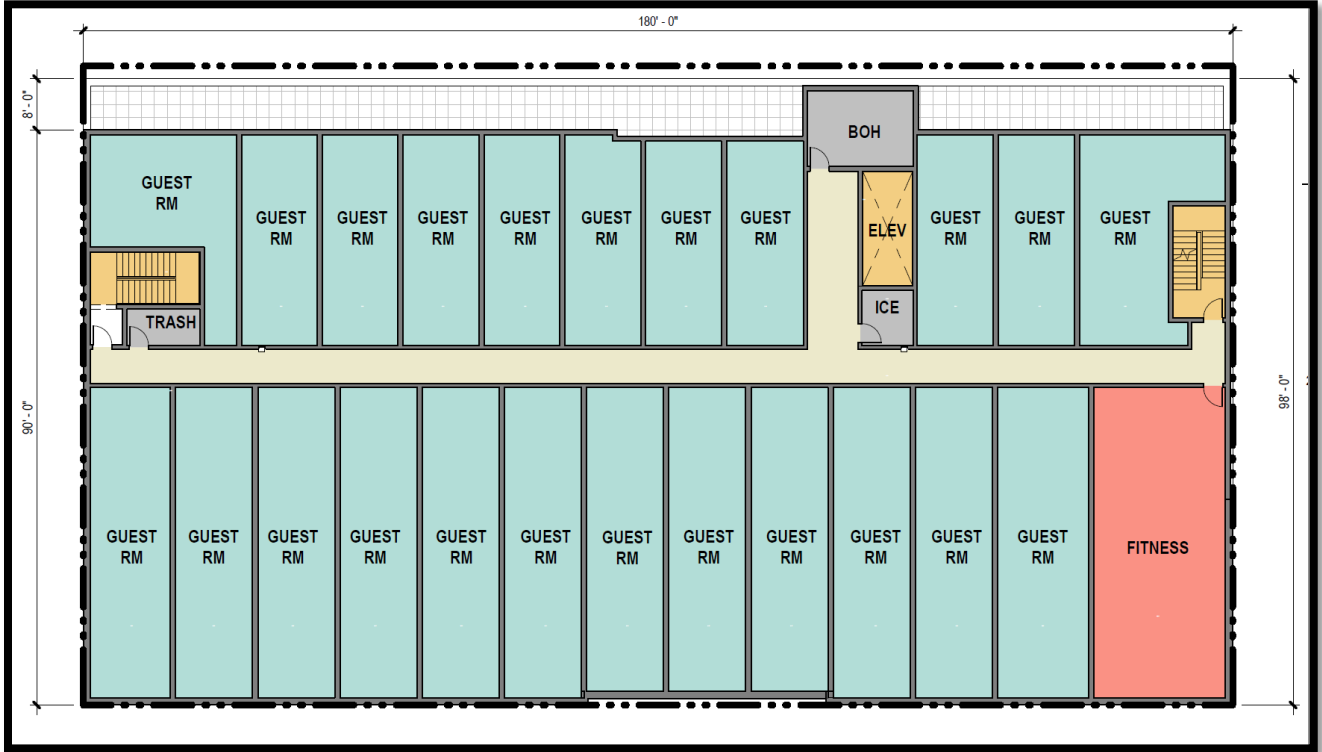 180' - 0"
8' - 0"
BOH
GUEST
RM
GUEST
RM
GUEST
RM
GUEST
RM
GUEST
RM
GUEST
RM
GUEST
RM
GUEST
RM
ELEV
GUEST
RM
GUEST
RM
GUEST
RM
ICE
TRASH
90' - 0"
98' - 0"
GUEST
RM
GUEST
RM
GUEST
RM
GUEST
RM
GUEST
RM
GUEST
RM
GUEST
RM
GUEST
RM
GUEST
RM
GUEST
RM
GUEST
RM
GUEST
RM
FITNESS